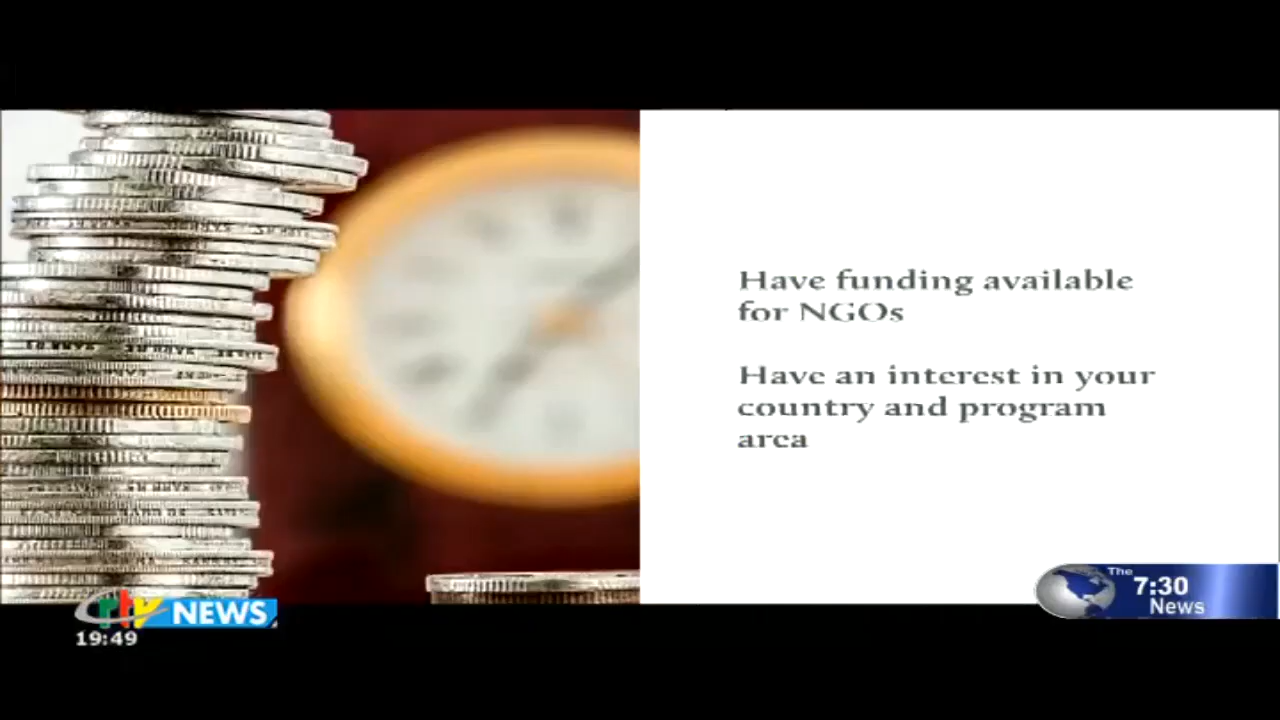 Have funding available
for NGOs
Have an interest in your
country and program
area
The
7:30
News
crtv NEWS
19:49